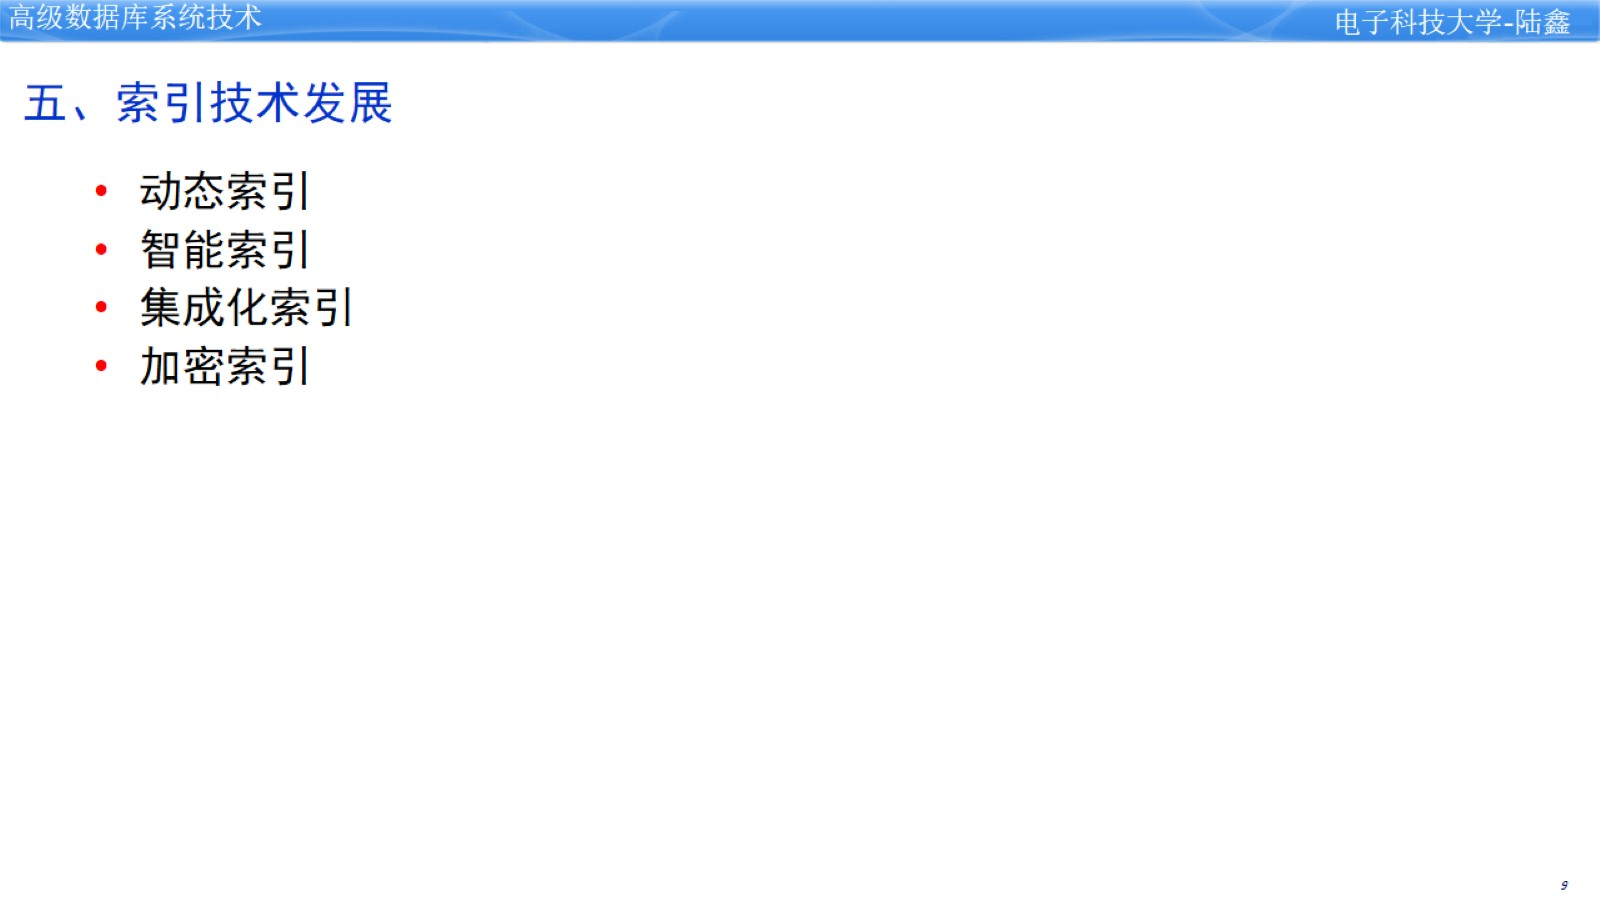 高级数据库系统技术
电子科技大学-陆鑫
五、索引技术发展
• 动态索引
• 智能索引
• 集成化索引
• 加密索引
9